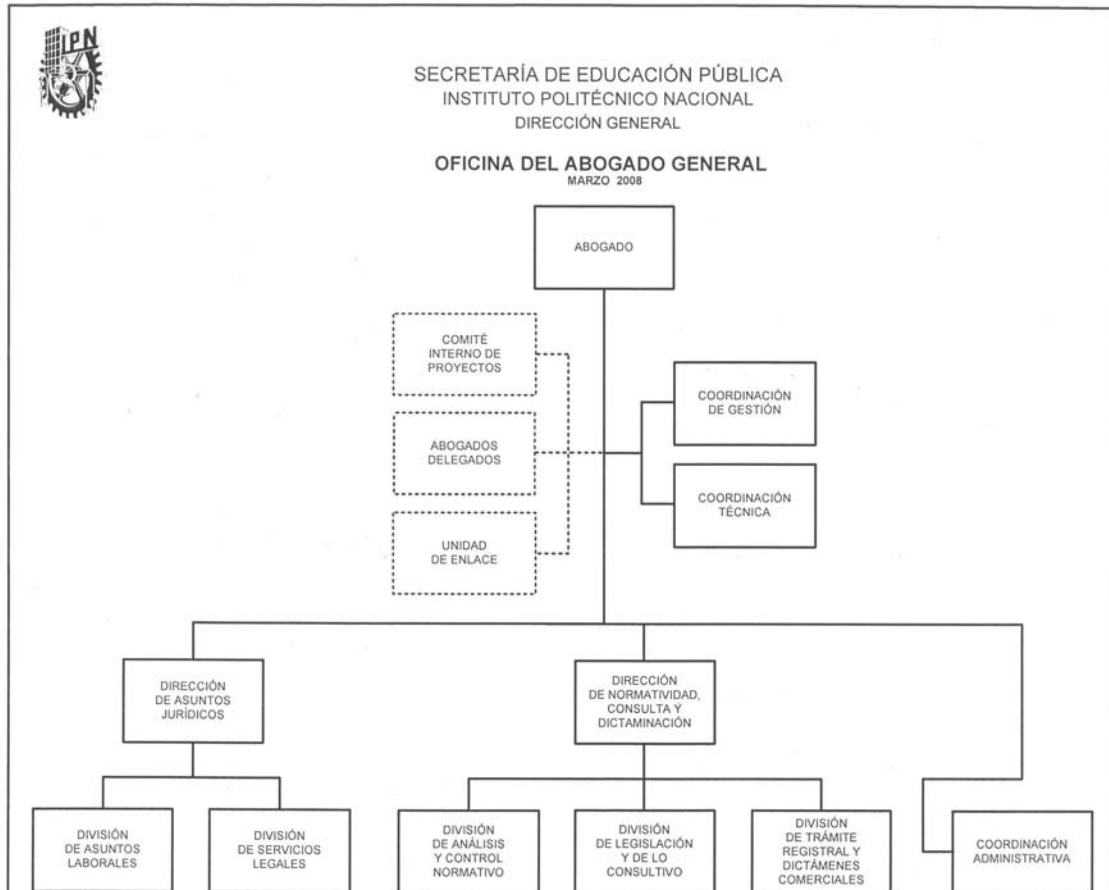 IPN
SECRETARÍA DE EDUCACIÓN PÚBLICA
INSTITUTO POLITÉCNICO NACIONAL
DIRECCIÓN GENERAL
OFICINA DEL ABOGADO GENERAL
MARZO 2008
ABOGADO
COMITÉ
INTERNO DE
PROYECTOS
ABOGADOS
DELEGADOS
UNIDAD
DE ENLACE
COORDINACIÓN
DE GESTIÓN
COORDINACIÓN
TÉCNICA
DIRECCIÓN
DE ASUNTOS
JURÍDICOS
DIRECCIÓN
DE NORMATIVIDAD,
CONSULTA Y
DICTAMINACIÓN
DIVISIÓN
DE ASUNTOS
LABORALES
DIVISIÓN
DE SERVICIOS
LEGALES
DIVISIÓN
DE ANÁLISIS
Y CONTROL
NORMATIVO
DIVISIÓN
DE LEGISLACIÓN
Y DE LO
CONSULTIVO
DIVISIÓN
DE TRÁMITE
REGISTRAL Y
DICTÁMENES
COMERCIALES
COORDINACIÓN
ADMINISTRATIVA